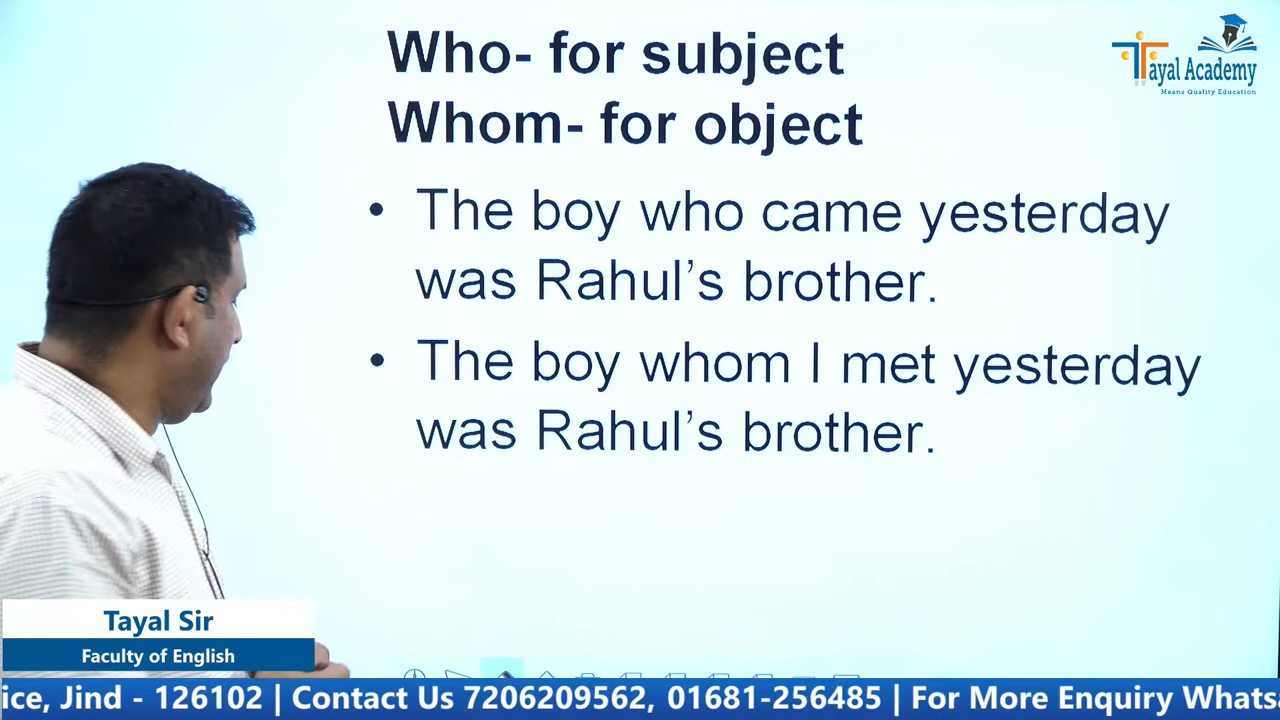 Who- for subject
Whom- for object
• The boy who came yesterday
was Rahul’s brother.
• The boy whom I met yesterday
was Rahul’s brother.
Tayal Academy
Means Quality Education
Tayal Sir
Faculty of English
ice, Jind - 126102 | Contact Us 7206209562, 01681-256485 | For More Enquiry Whats